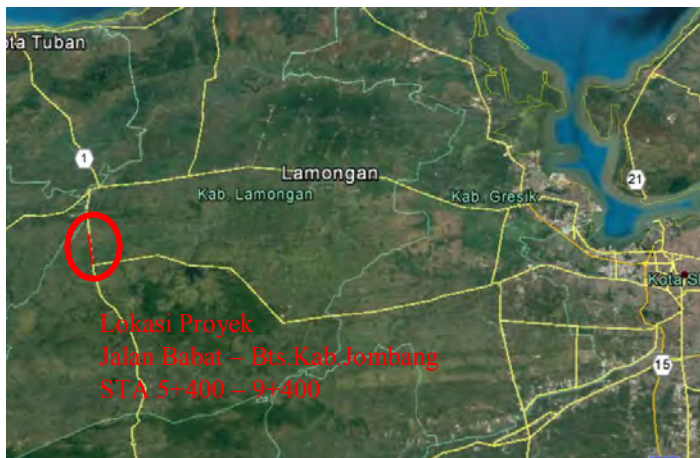 ta Tuban
1
Lamongan
Kab. Lamongan
Kab. Gresik
21
Kota S
Lokasi Proyek
Jalan Babat – Bts.Kab.Jombang
STA 5+400 – 9+400
15